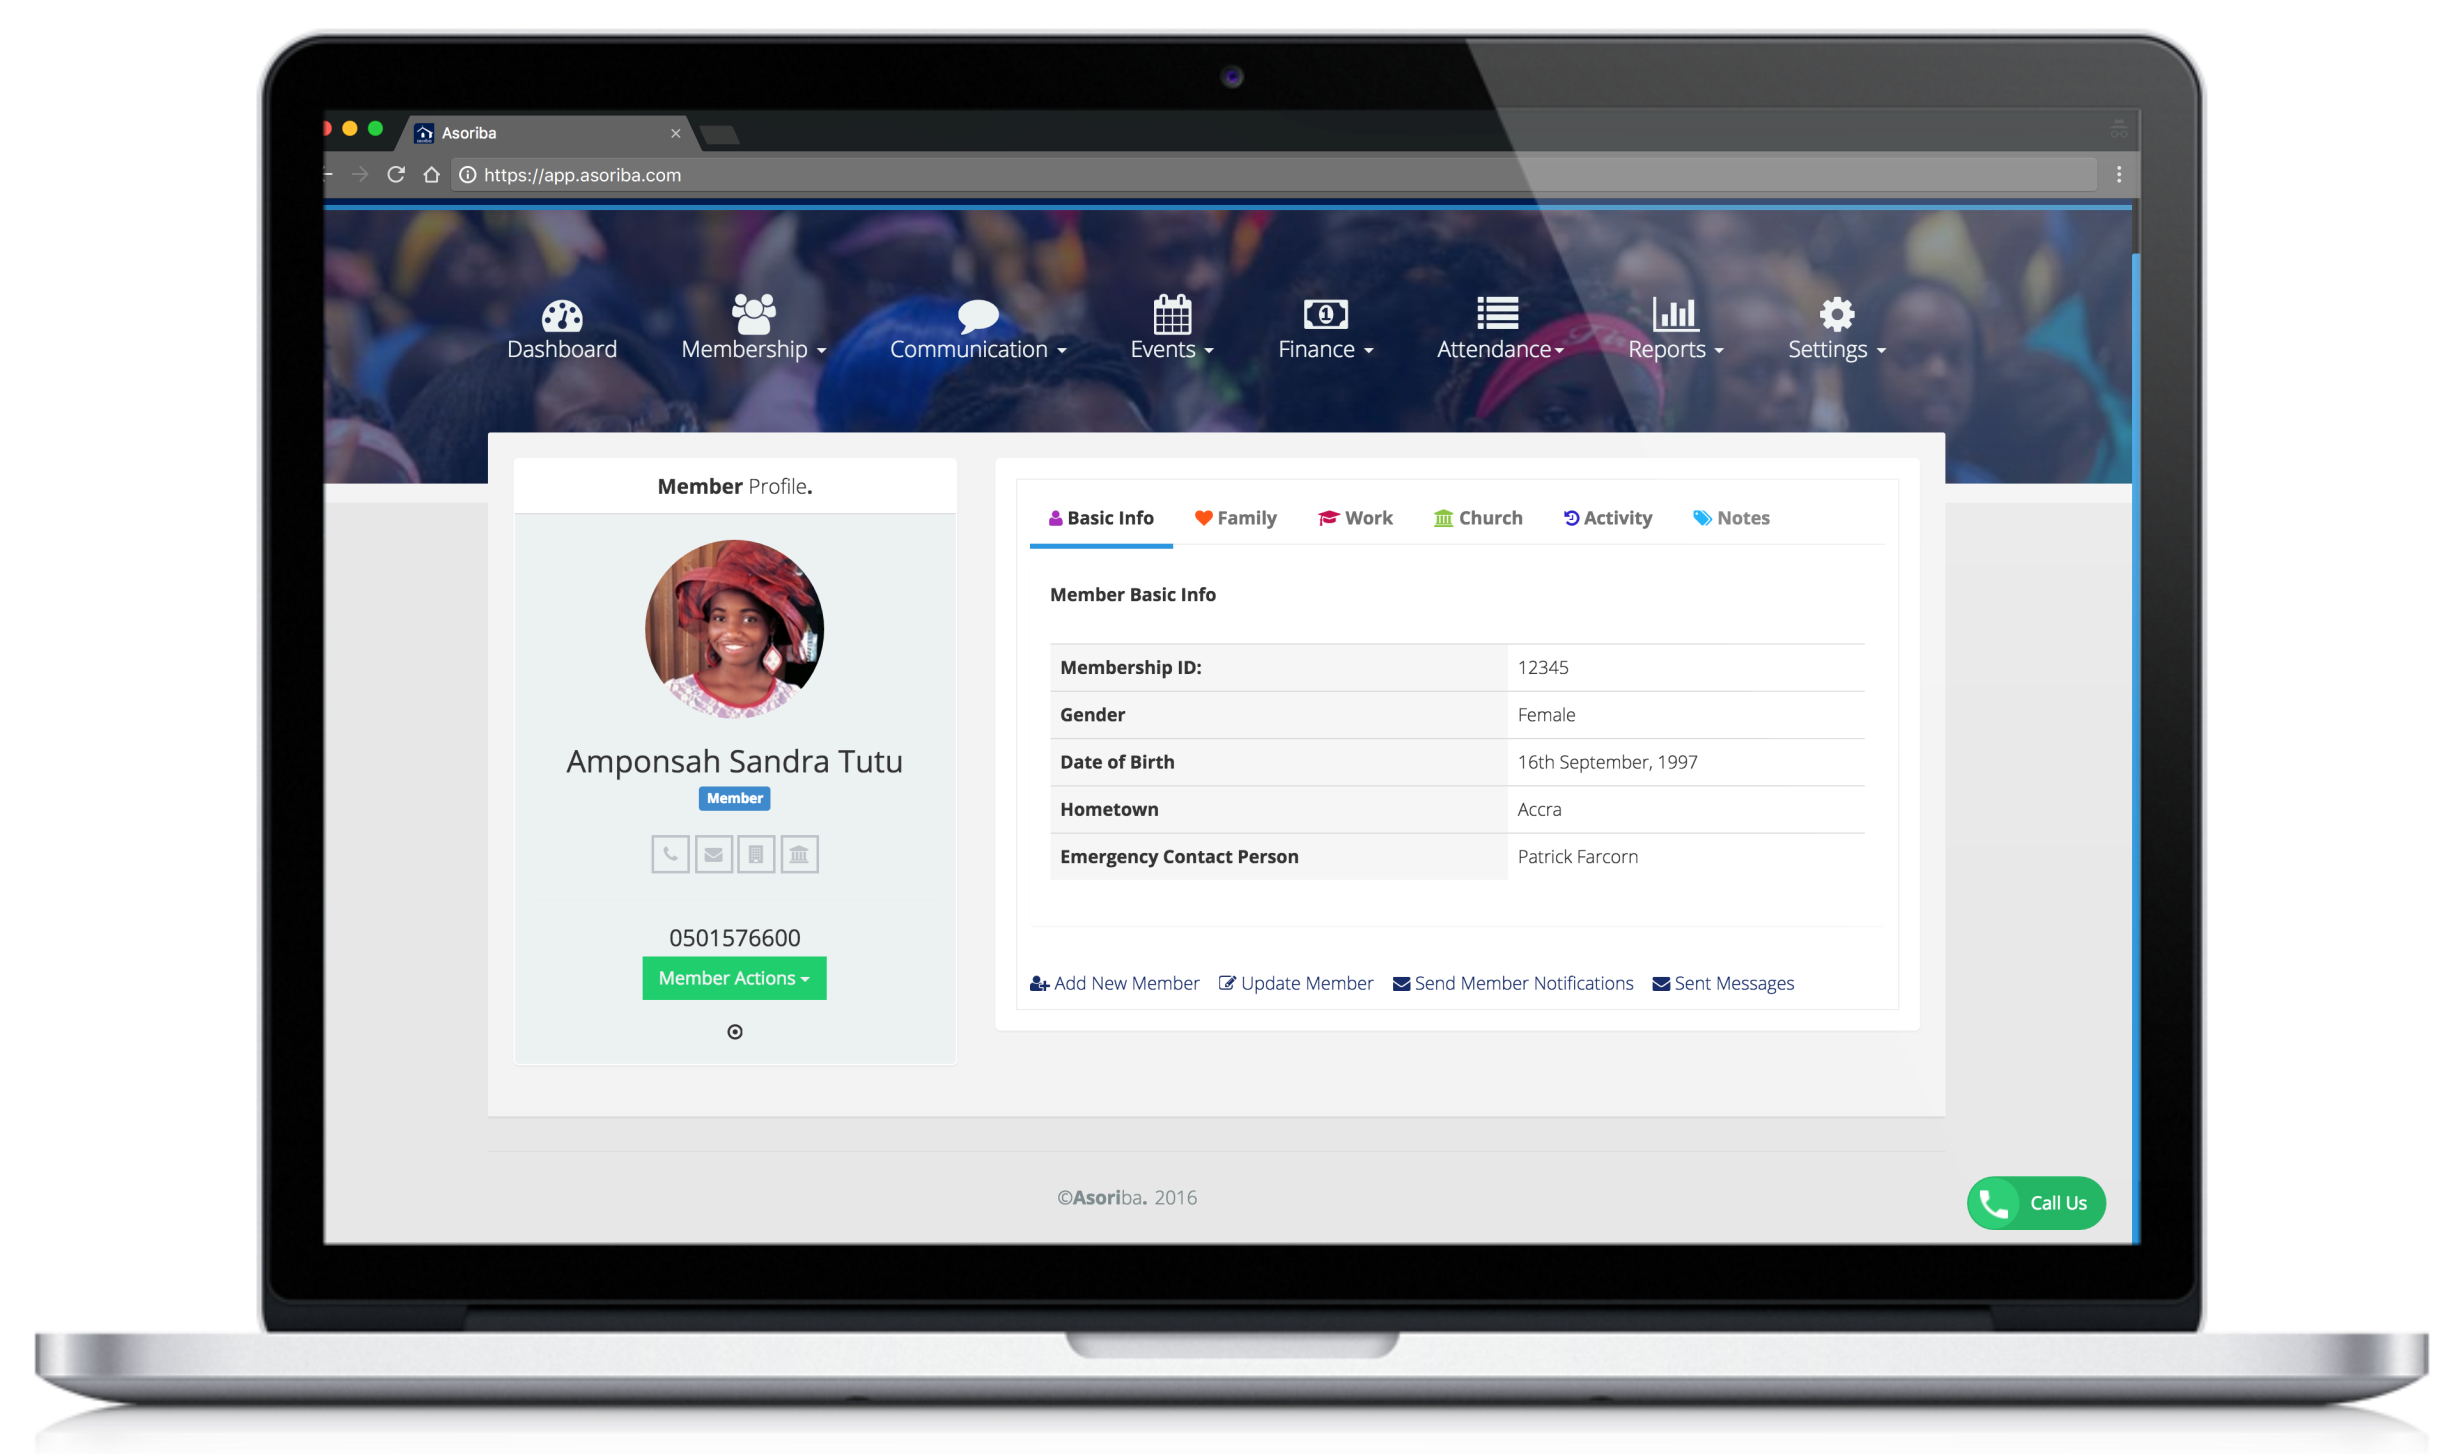 Asoriba
https://app.asoriba.com
Dashboard Membership Communication Events Finance Attendance Reports Settings
Member Profile.
Amponsah Sandra Tutu
Member
0501576600
Member Actions
Basic Info Family Work Church Activity Notes
Member Basic Info
Membership ID: 12345
Gender Female
Date of Birth 16th September, 1997
Hometown Accra
Emergency Contact Person Patrick Farcorn
Add New Member Update Member Send Member Notifications Sent Messages
©Asoriba. 2016
Call Us